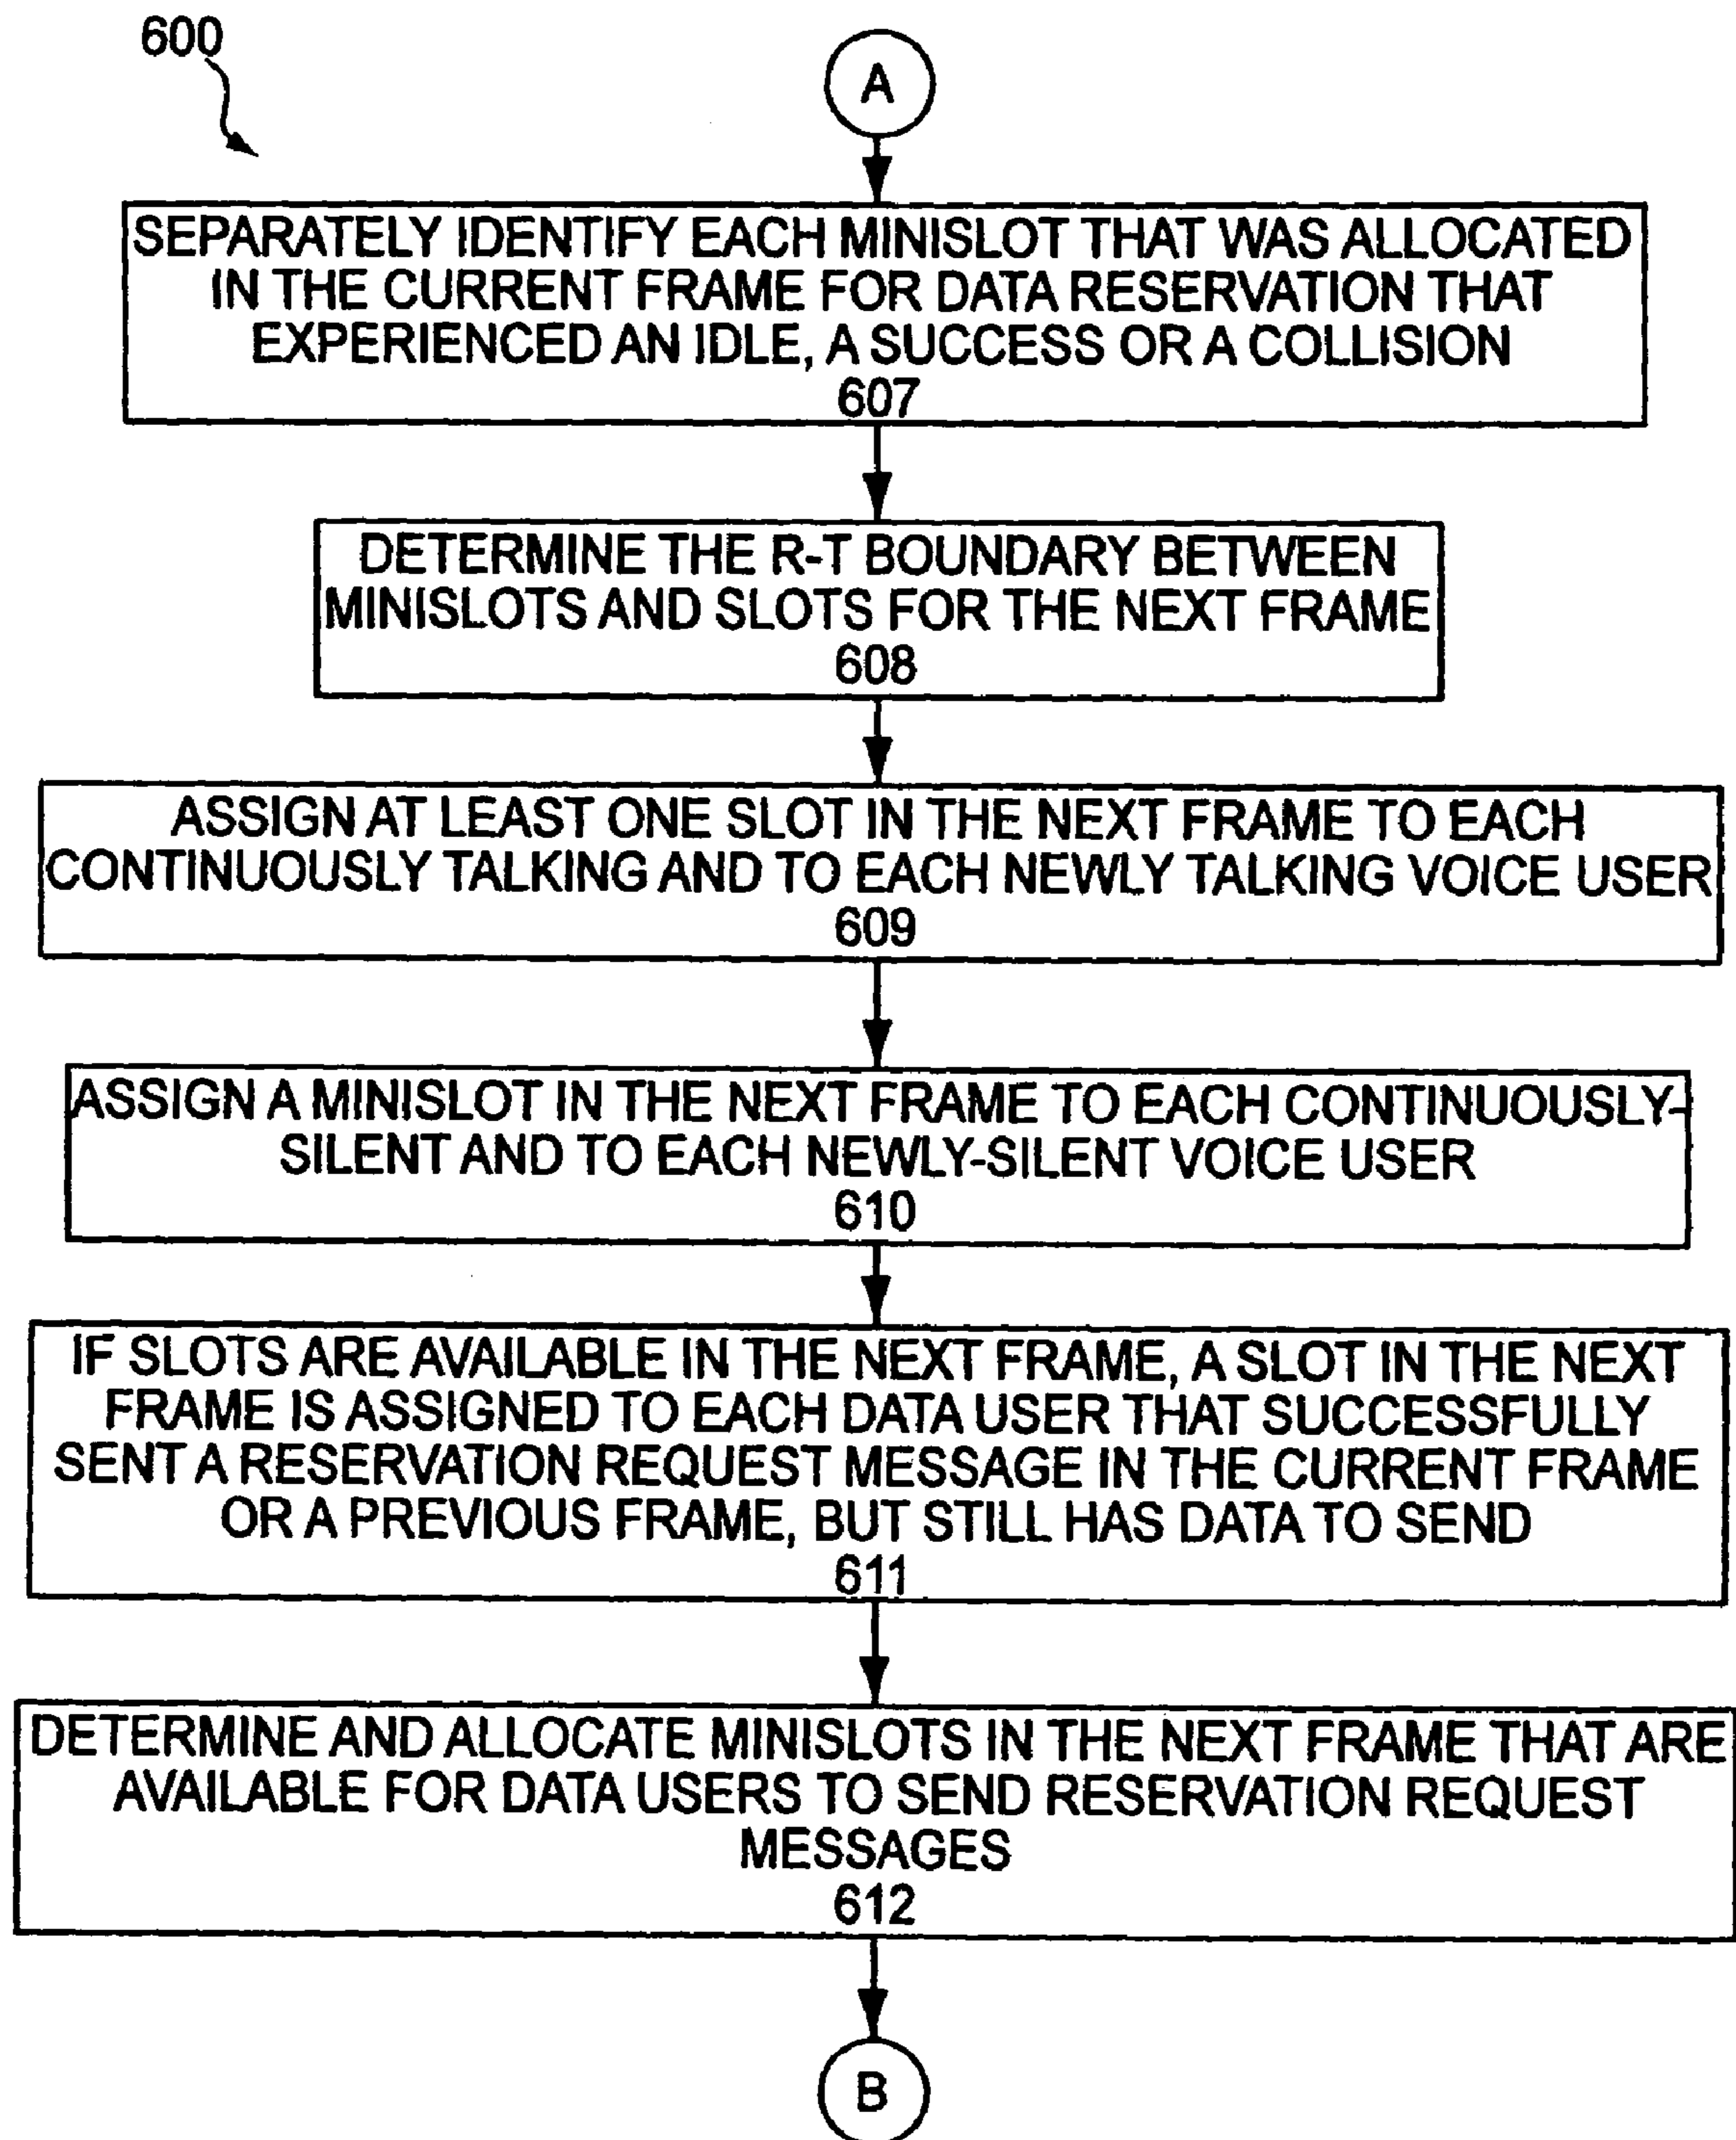 600
A
SEPARATELY IDENTIFY EACH MINISLOT THAT WAS ALLOCATED
IN THE CURRENT FRAME FOR DATA RESERVATION THAT
EXPERIENCED AN IDLE, A SUCCESS OR A COLLISION
607
DETERMINE THE R-T BOUNDARY BETWEEN
MINISLOTS AND SLOTS FOR THE NEXT FRAME
608
ASSIGN AT LEAST ONE SLOT IN THE NEXT FRAME TO EACH
CONTINUOUSLY TALKING AND TO EACH NEWLY TALKING VOICE USER
609
ASSIGN A MINISLOT IN THE NEXT FRAME TO EACH CONTINUOUSLY-
SILENT AND TO EACH NEWLY-SILENT VOICE USER
610
IF SLOTS ARE AVAILABLE IN THE NEXT FRAME, A SLOT IN THE NEXT
FRAME IS ASSIGNED TO EACH DATA USER THAT SUCCESSFULLY
SENT A RESERVATION REQUEST MESSAGE IN THE CURRENT FRAME
OR A PREVIOUS FRAME, BUT STILL HAS DATA TO SEND
611
DETERMINE AND ALLOCATE MINISLOTS IN THE NEXT FRAME THAT ARE
AVAILABLE FOR DATA USERS TO SEND RESERVATION REQUEST
MESSAGES
612
B